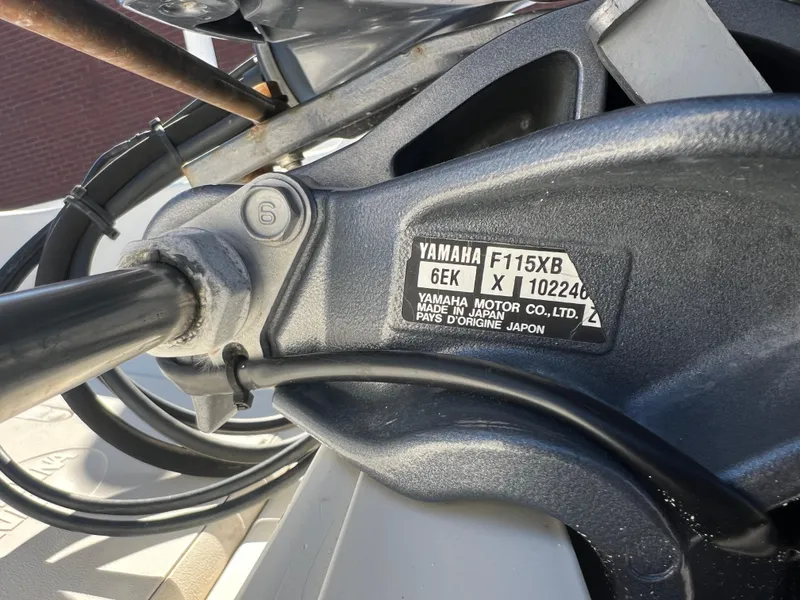 6
YAMAHA F115XB
6EK X 102246
YAMAHA MOTOR CO., LTD.
MADE IN JAPAN
PAYS D'ORIGINE JAPON
Z